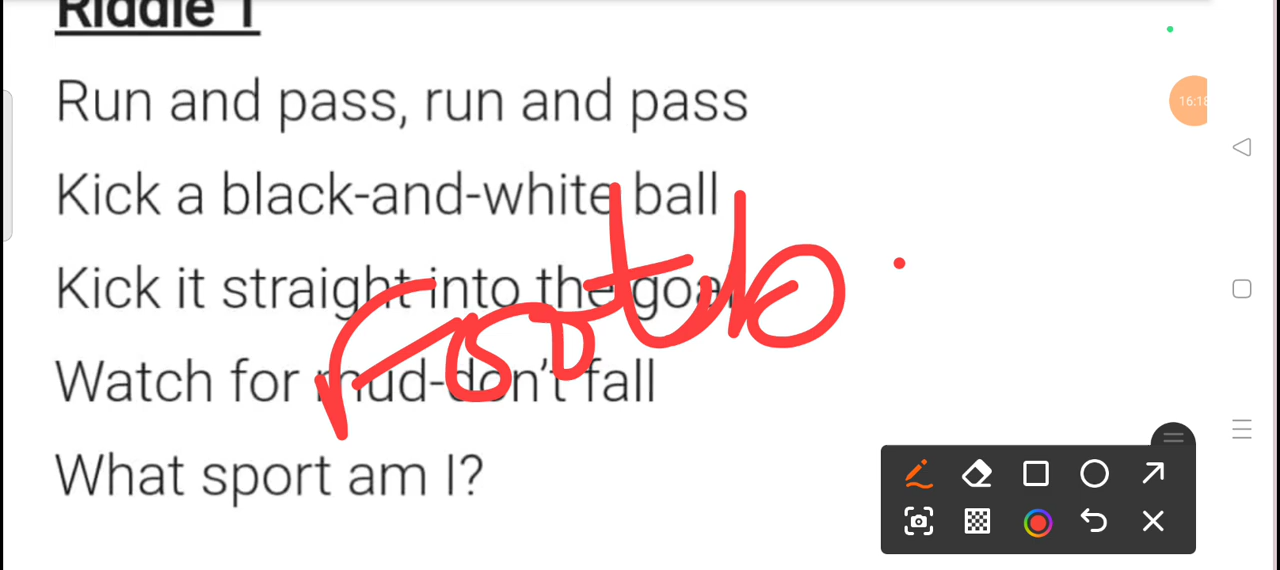 Riddle 1
16:18
Run and pass, run and pass
Kick a black-and-white ball
Kick it straight into the goal
Footb
Watch for mud-don't fall
What sport am I?